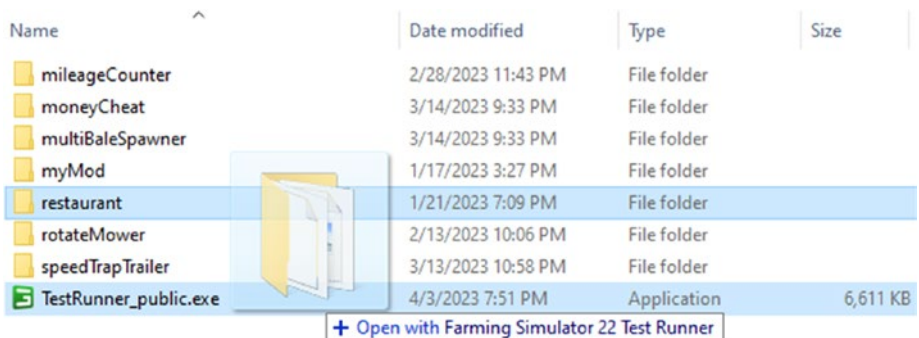 Name Date modified Type Size
mileageCounter 2/28/2023 11:43 PM File folder
moneyCheat 3/14/2023 9:33 PM File folder
multiBaleSpawner 3/14/2023 9:33 PM File folder
myMod 1/17/2023 3:27 PM File folder
restaurant 1/21/2023 7:09 PM File folder
rotateMower 2/13/2023 10:06 PM File folder
speedTrapTrailer 3/13/2023 10:58 PM File folder
TestRunner_public.exe 4/3/2023 7:51 PM Application 6,611 KB
+ Open with Farming Simulator 22 Test Runner